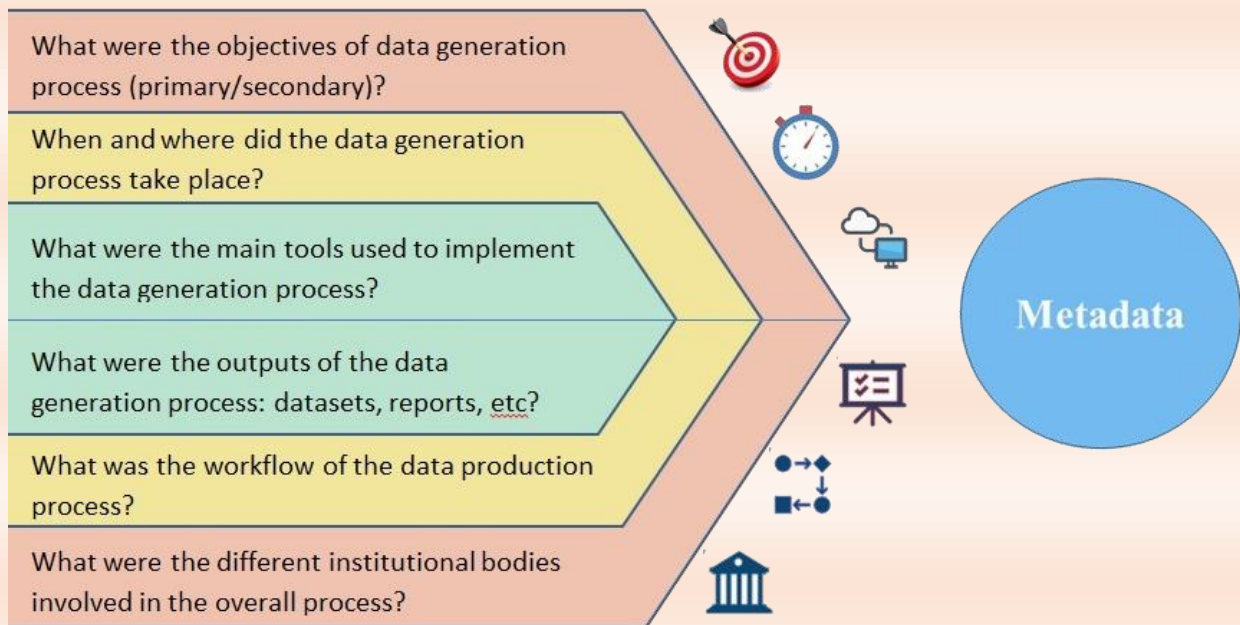 What were the objectives of data generation
process (primary/secondary)?
When and where did the data generation
process take place?
What were the main tools used to implement
the data generation process?
What were the outputs of the data
generation process: datasets, reports, etc?
What was the workflow of the data production
process?
What were the different institutional bodies
involved in the overall process?
Metadata